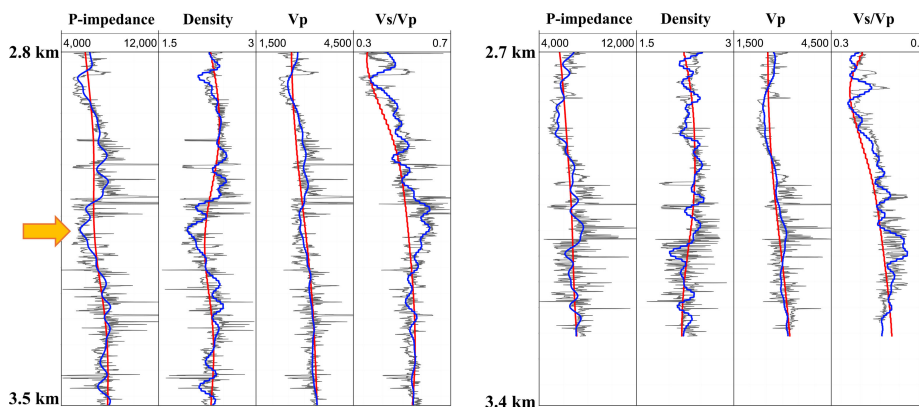 P-impedance Density Vp Vs/Vp
4,000 12,000 1.5 3 1,500 4,500 0.3 0.7
2.8 km
3.5 km
P-impedance Density Vp Vs/Vp
4,000 12,000 1.5 3 1,500 4,500 0.3 0.
2.7 km
3.4 km